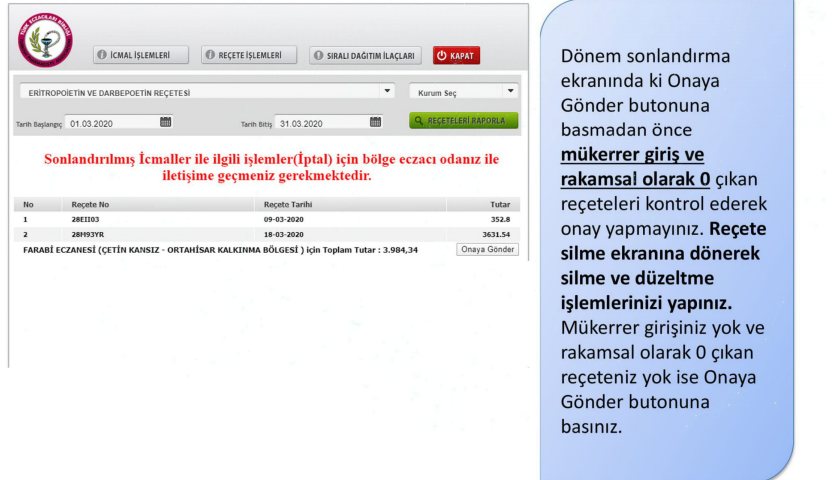 TÜRK ECZACILARI BİRLİĞİ
İCMAL İŞLEMLERİ
REÇETE İŞLEMLERİ
SIRALI DAĞITIM İLAÇLARI
KAPAT
ERİTROPOİETİN VE DARBEPOETİN REÇETESİ
Kurum Seç
Tarih Başlangıç 01.03.2020
Tarih Bitiş 31.03.2020
REÇETELERİ RAPORLA
Sonlandırılmış İcmaller ile ilgili işlemler(İptal) için bölge eczacı odanız ile
iletişime geçmeniz gerekmektedir.
No Reçete No Reçete Tarihi Tutar
1 28EII03 09-03-2020 352.8
2 28M93YR 18-03-2020 3631.54
FARABİ ECZANESİ (ÇETİN KANSIZ - ORTAHİSAR KALKINMA BÖLGESİ ) için Toplam Tutar : 3.984,34 Onaya Gönder
Dönem sonlandırma
ekranında ki Onaya
Gönder butonuna
basmadan önce
mükerrer giriş ve
rakamsal olarak 0 çıkan
reçeteleri kontrol ederek
onay yapmayınız. Reçete
silme ekranına dönerek
silme ve düzeltme
işlemlerinizi yapınız.
Mükerrer girişiniz yok ve
rakamsal olarak 0 çıkan
reçeteniz yok ise Onaya
Gönder butonuna
basınız.